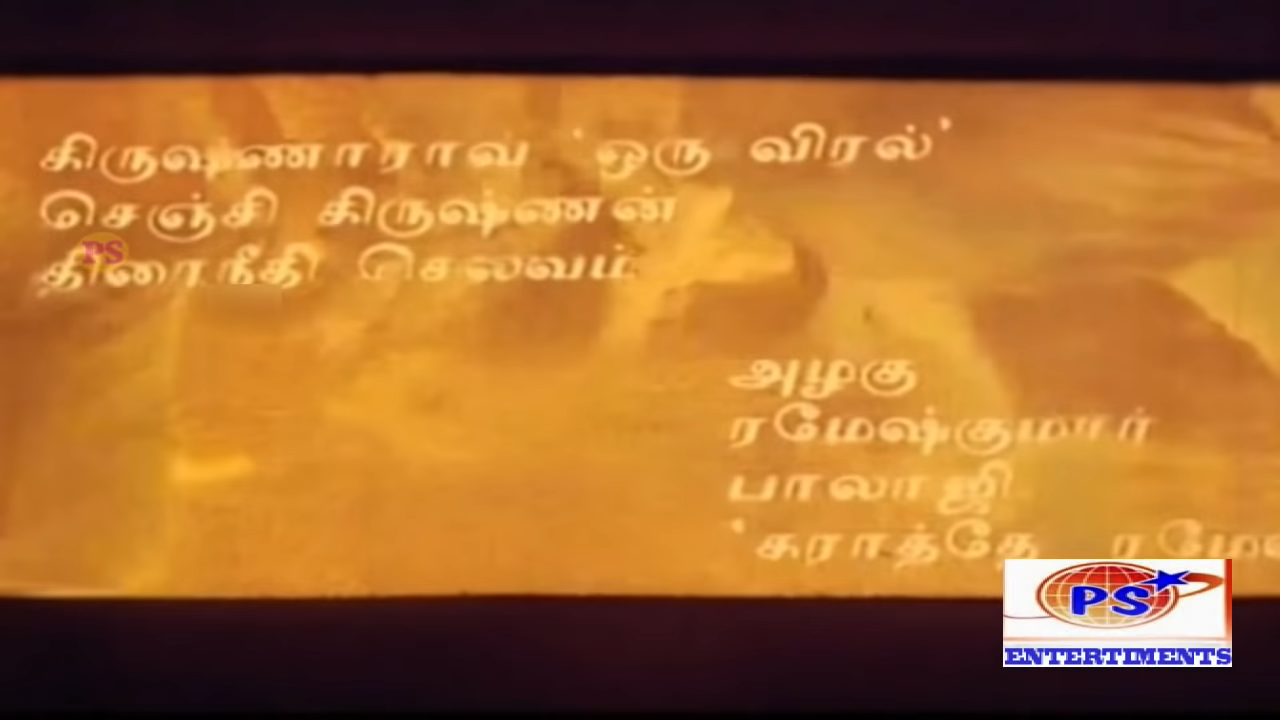 கிருஷ்ணாராவ் 'ஒரு விரல்'
செஞ்சி கிருஷ்ணன்
PS
திரைநீதி செல்வம்
அழகு
ரமேஷ்குமார்
பாலாஜி
'கராத்தே
PS
ENTERTIMENTS